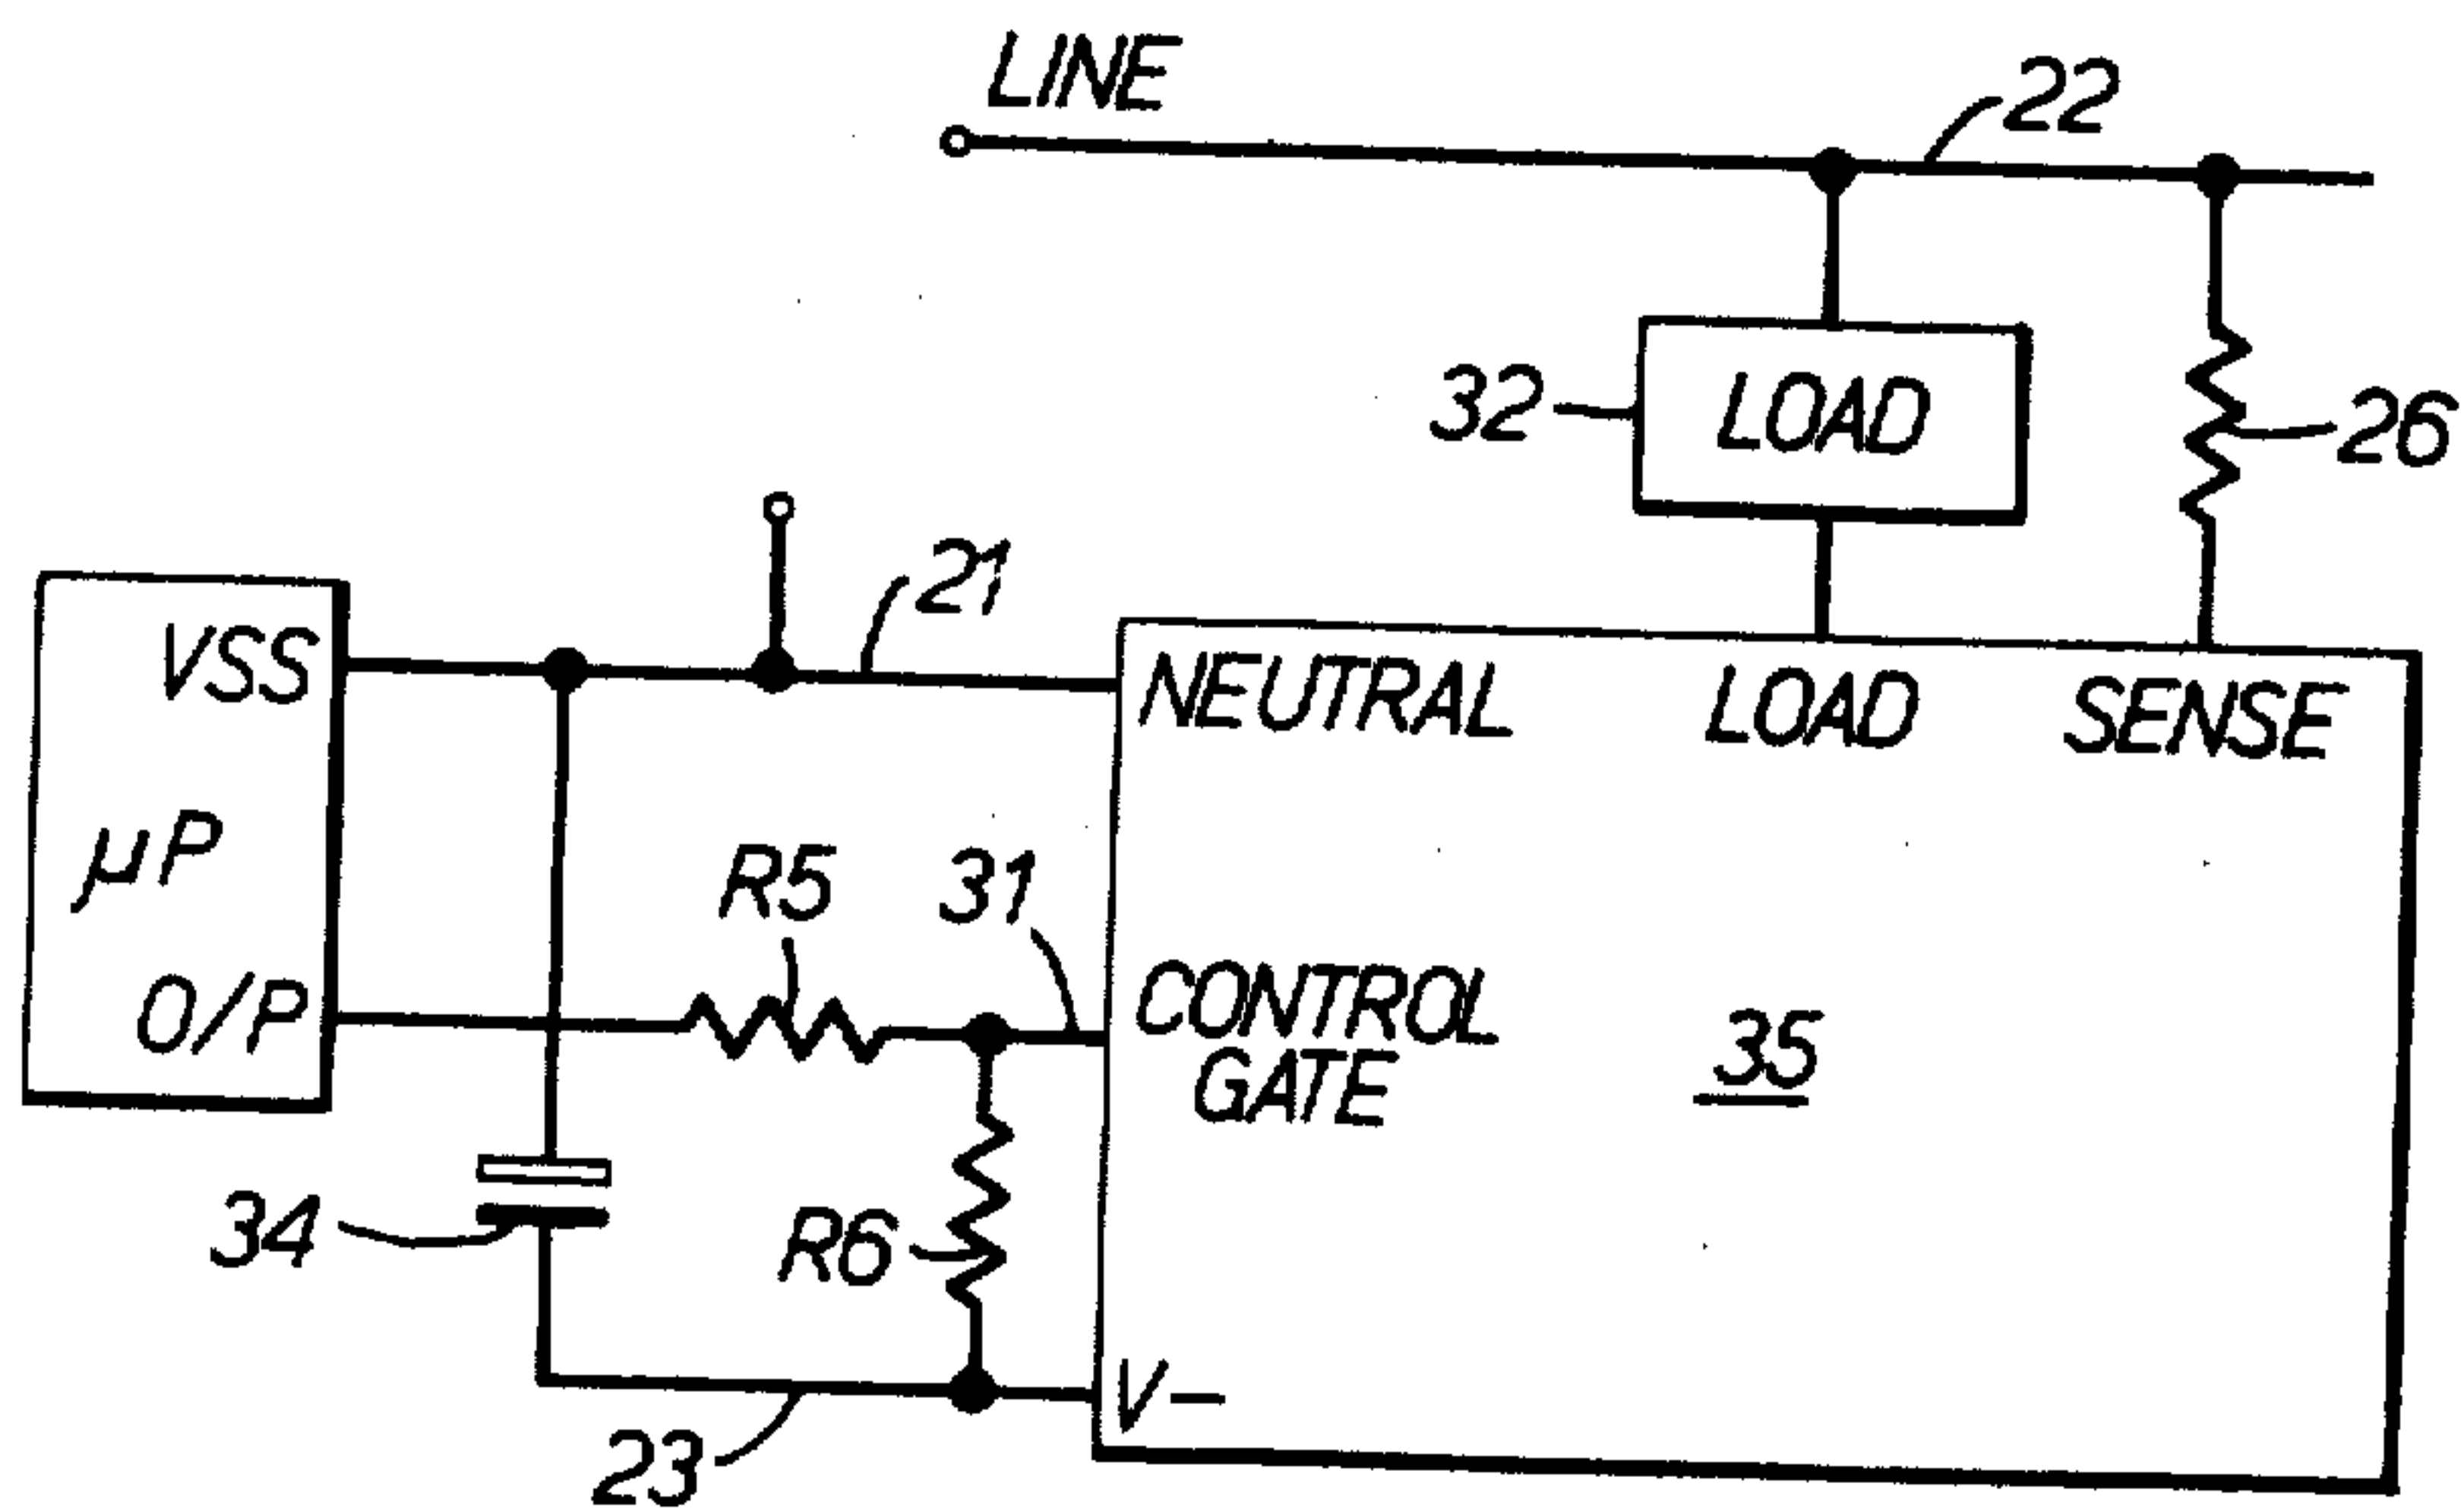 LINE
22
32
LOAD
26
21
VSS
NEUTRAL
LOAD
SENSE
µP
R5
31
O/P
CONTROL
GATE
35
34
R6
V-
23